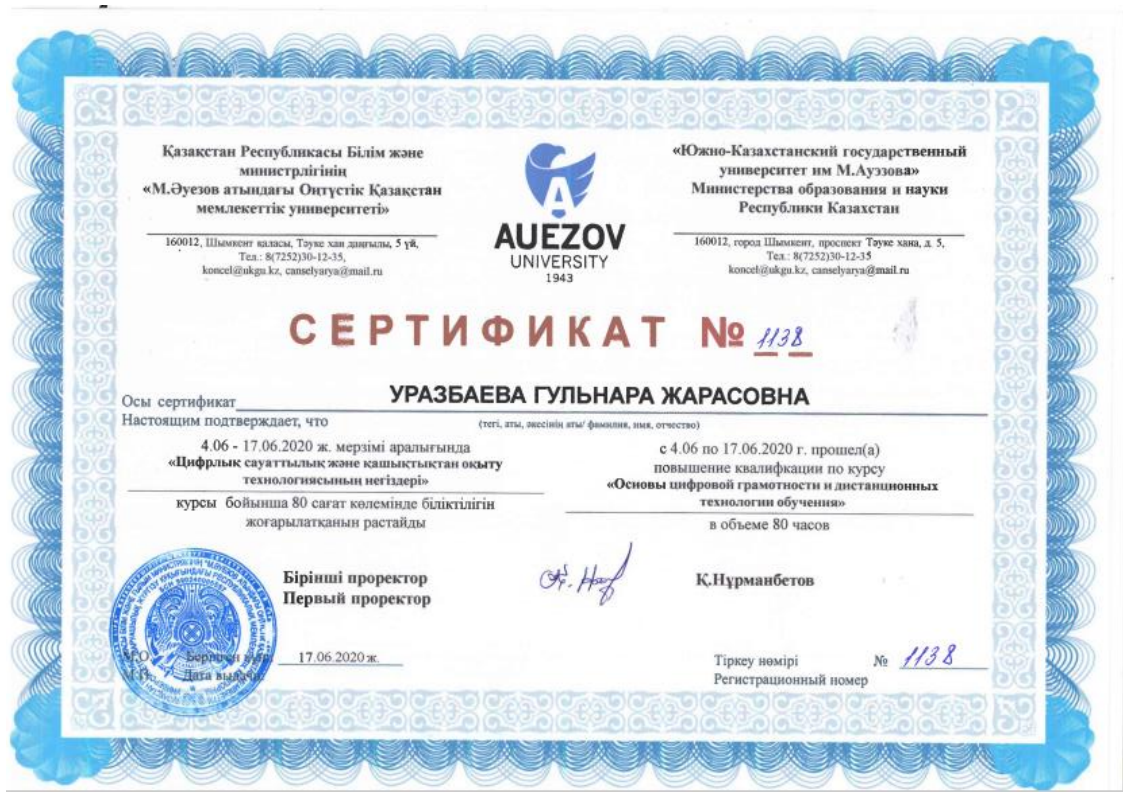 Қазақстан Республикасы Білім және
министрлігінің
«М.Әуезов атындағы Оңтүстік Қазақстан
мемлекеттік университеті»
160012, Шымкент қаласы, Тәуке хан даңғылы, 5 үй,
Тел.: 8(7252)30-12-35,
koncel@ukgu.kz, canselyarya@mail.ru
AUEZOV
UNIVERSITY
1943
«Южно-Казахстанский государственный
университет им М.Ауэзова»
Министерства образования и науки
Республики Казахстан
160012, город Шымкент, проспект Тауке хана, д. 5,
Тел.: 8(7252)30-12-35
koncel@ukgu.kz, canselyarya@mail.ru
СЕРТИФИКАТ № 1138
Осы сертификат УРАЗБАЕВА ГУЛЬНАРА ЖАРАСОВНА
Настоящим подтверждает, что (тегі, аты, әкесінің аты/ фамилия, имя, отчество)
4.06 - 17.06.2020 ж. мерзімі аралығында
«Цифрлық сауаттылық және қашықтықтан оқыту
технологиясының негіздері»
курсы бойынша 80 сағат көлемінде біліктілігін
жоғарылатқанын растайды
с 4.06 по 17.06.2020 г. прошел(а)
повышение квалификации по курсу
«Основы цифровой грамотности и дистанционных
технологии обучения»
в объеме 80 часов
Бірінші проректор
Первый проректор
Қ.Нұрманбетов
М.О. Берілген күні 17.06.2020 ж.
М.П. Дата выдачи
Тіркеу нөмірі № 1138
Регистрационный номер